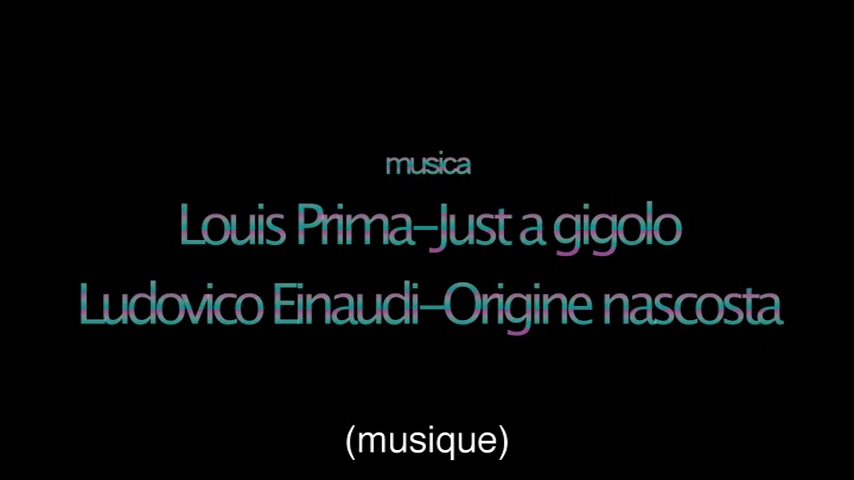 musica
Louis Prima–Just a gigolo
Ludovico Einaudi–Origine nascosta
(musique)